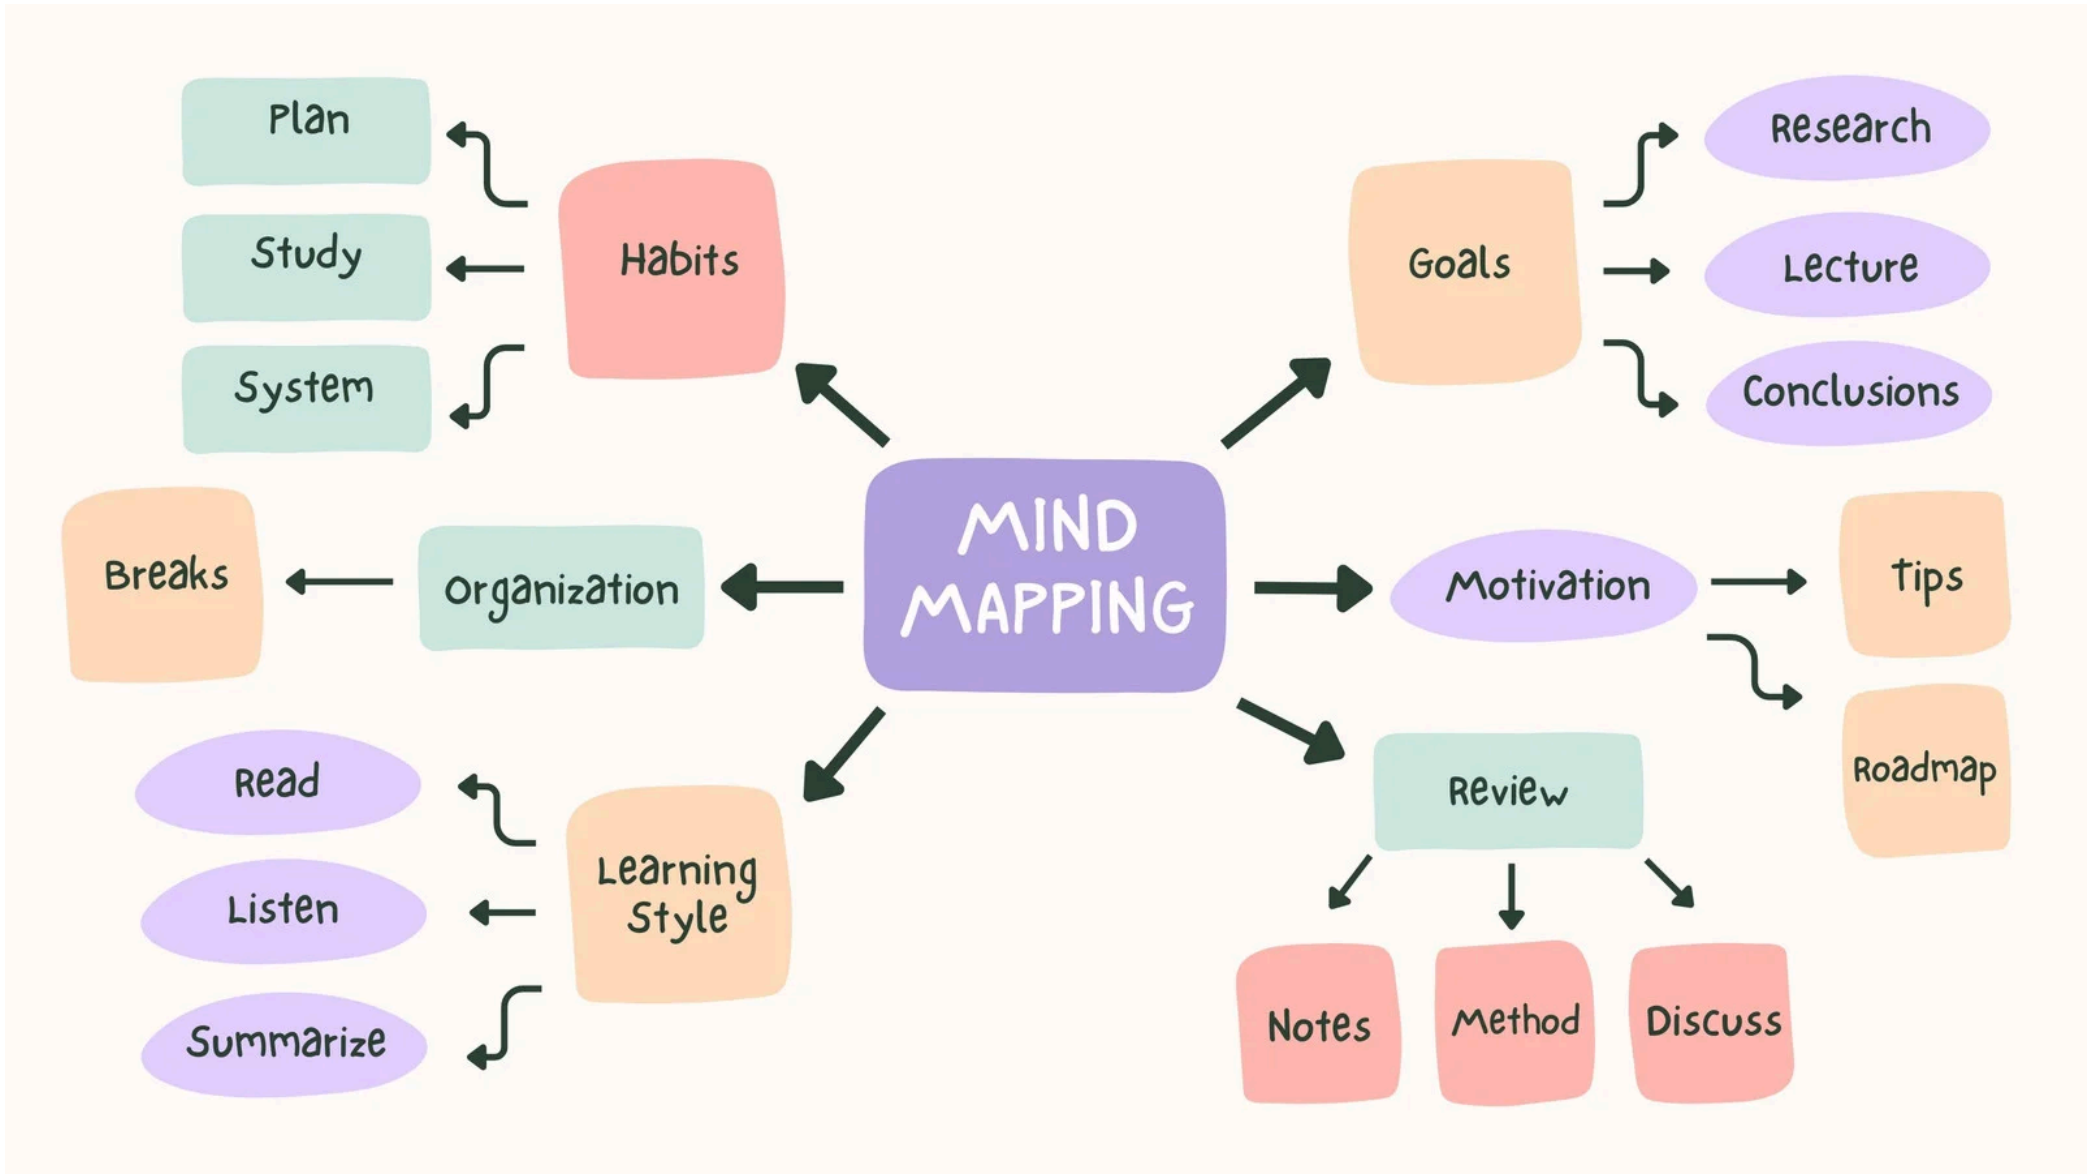 Plan
Study
System
Habits
Goals
Research
Lecture
Conclusions
Breaks
Organization
MIND
MAPPING
Motivation
Tips
Roadmap
Read
Listen
Summarize
Learning
Style
Review
Notes
Method
Discuss